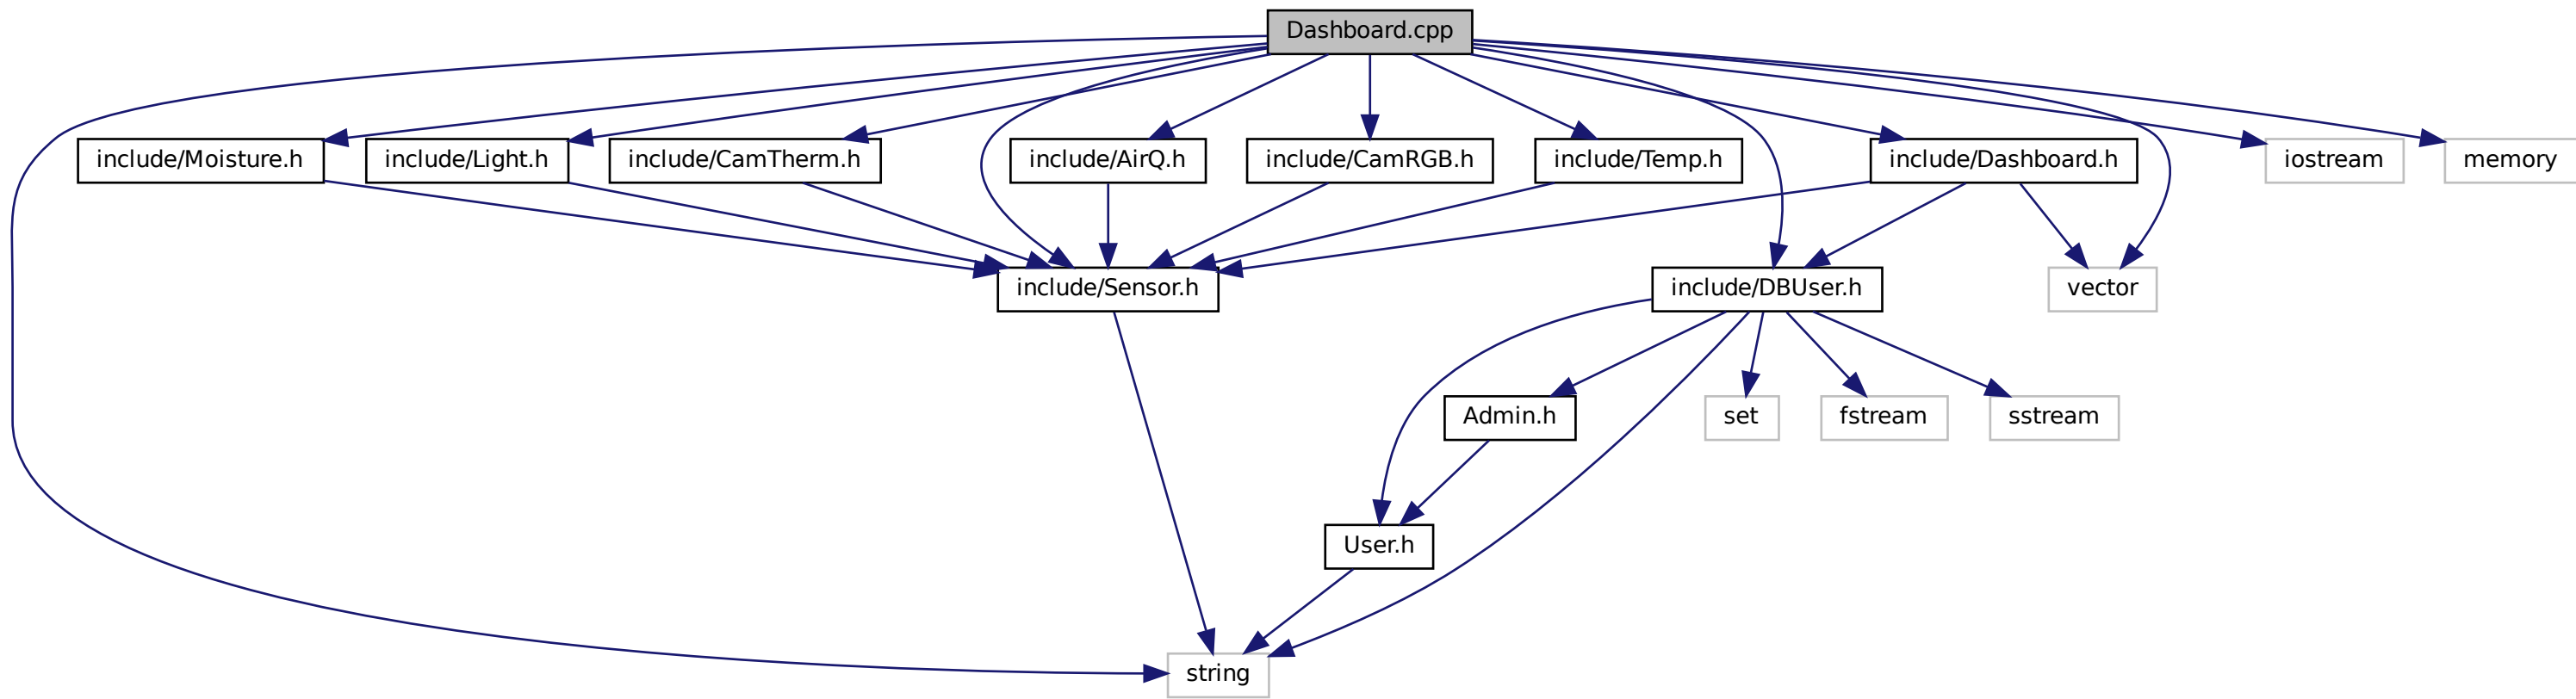 Dashboard.cpp
include/Moisture.h
include/Light.h
include/CamTherm.h
include/AirQ.h
include/CamRGB.h
include/Temp.h
include/Dashboard.h
iostream
memory
include/Sensor.h
include/DBUser.h
vector
Admin.h
set
fstream
sstream
User.h
string